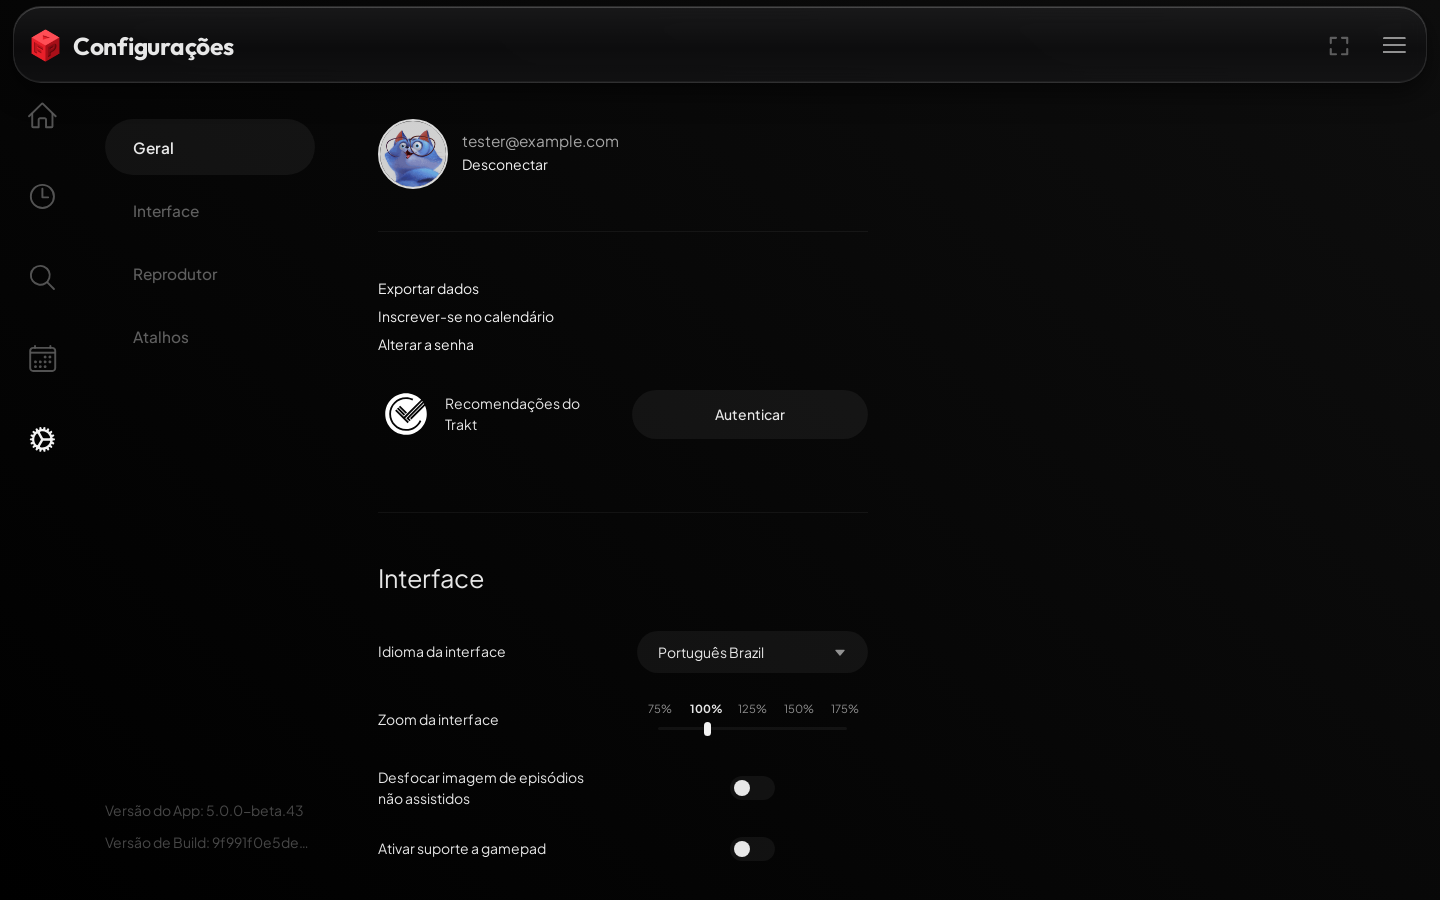 Configurações
Geral
Interface
Reprodutor
Atalhos
tester@example.com
Desconectar
Exportar dados
Inscrever-se no calendário
Alterar a senha
Recomendações do
Trakt
Autenticar
Interface
Idioma da interface
Português Brazil
Zoom da interface
75% 100% 125% 150% 175%
Desfocar imagem de episódios
não assistidos
Ativar suporte a gamepad
Versão do App: 5.0.0-beta.43
Versão de Build: 9f991f0e5de…